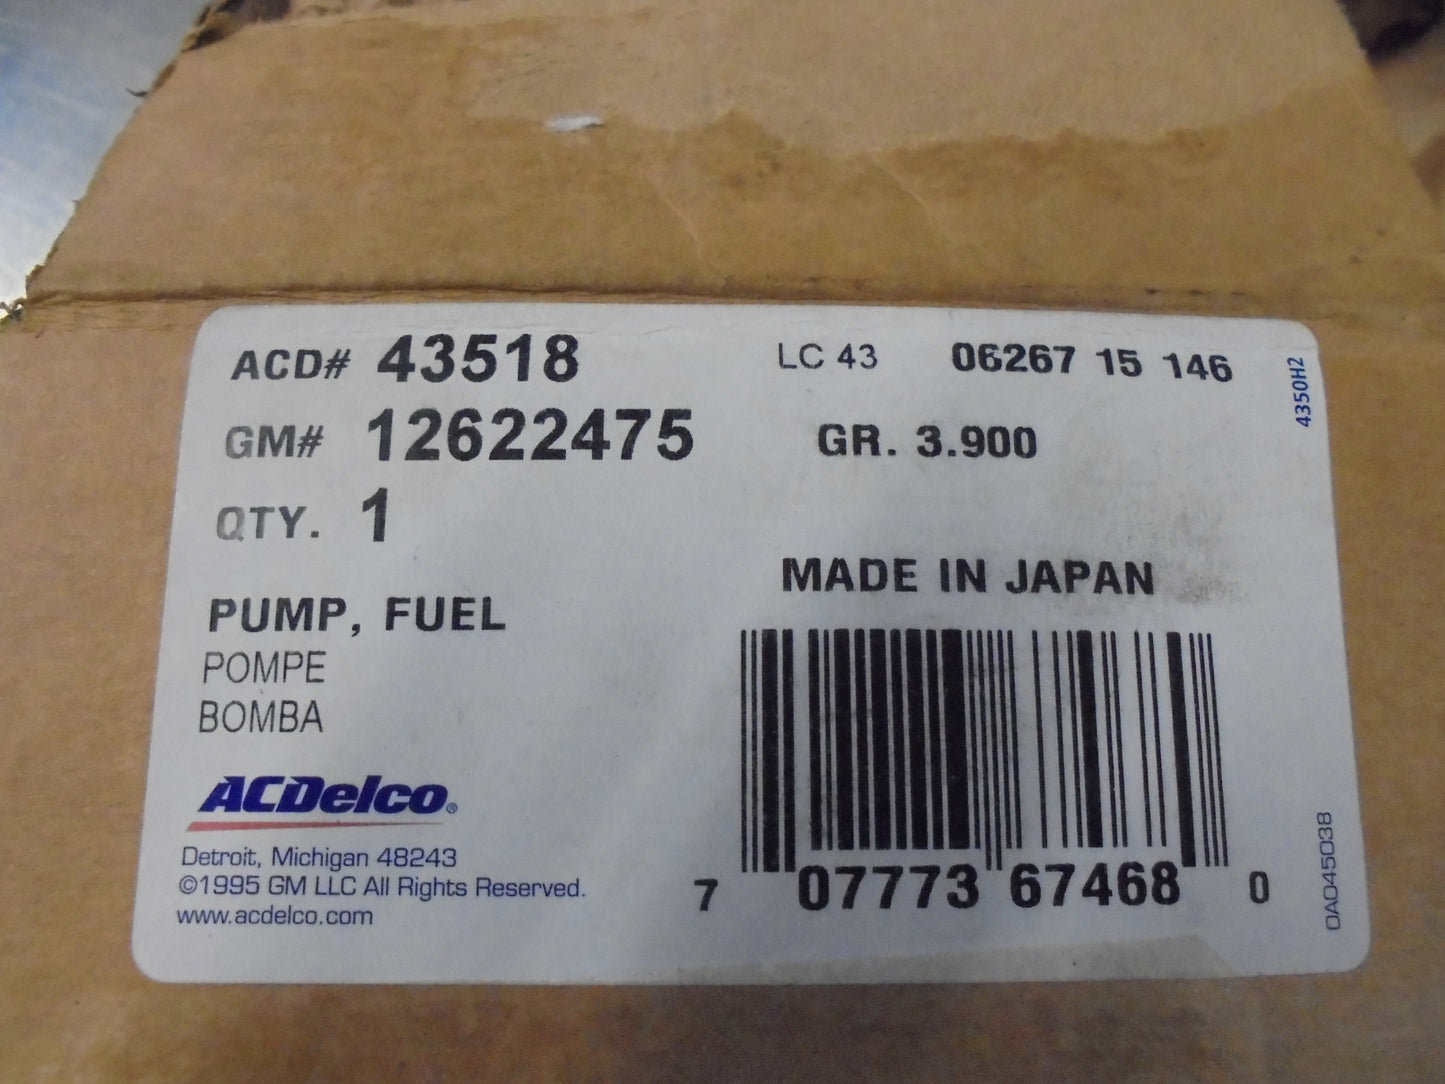 ACD# 43518
LC 43
06267 15 146
4350H2
GM# 12622475
GR. 3.900
QTY. 1
MADE IN JAPAN
PUMP, FUEL
POMPE
BOMBA
ACDelco®
Detroit, Michigan 48243
©1995 GM LLC All Rights Reserved.
www.acdelco.com
7 07773 67468 0
0A045038